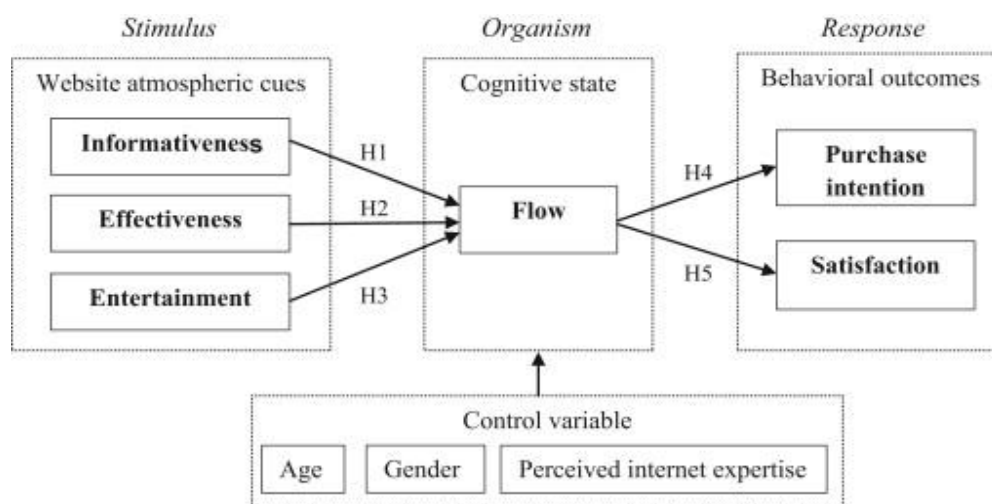 Stimulus
Organism
Response
Website atmospheric cues
Cognitive state
Behavioral outcomes
Informativeness
H1
Effectiveness
H2
Entertainment
H3
Flow
H4
Purchase
intention
H5
Satisfaction
Control variable
Age
Gender
Perceived internet expertise